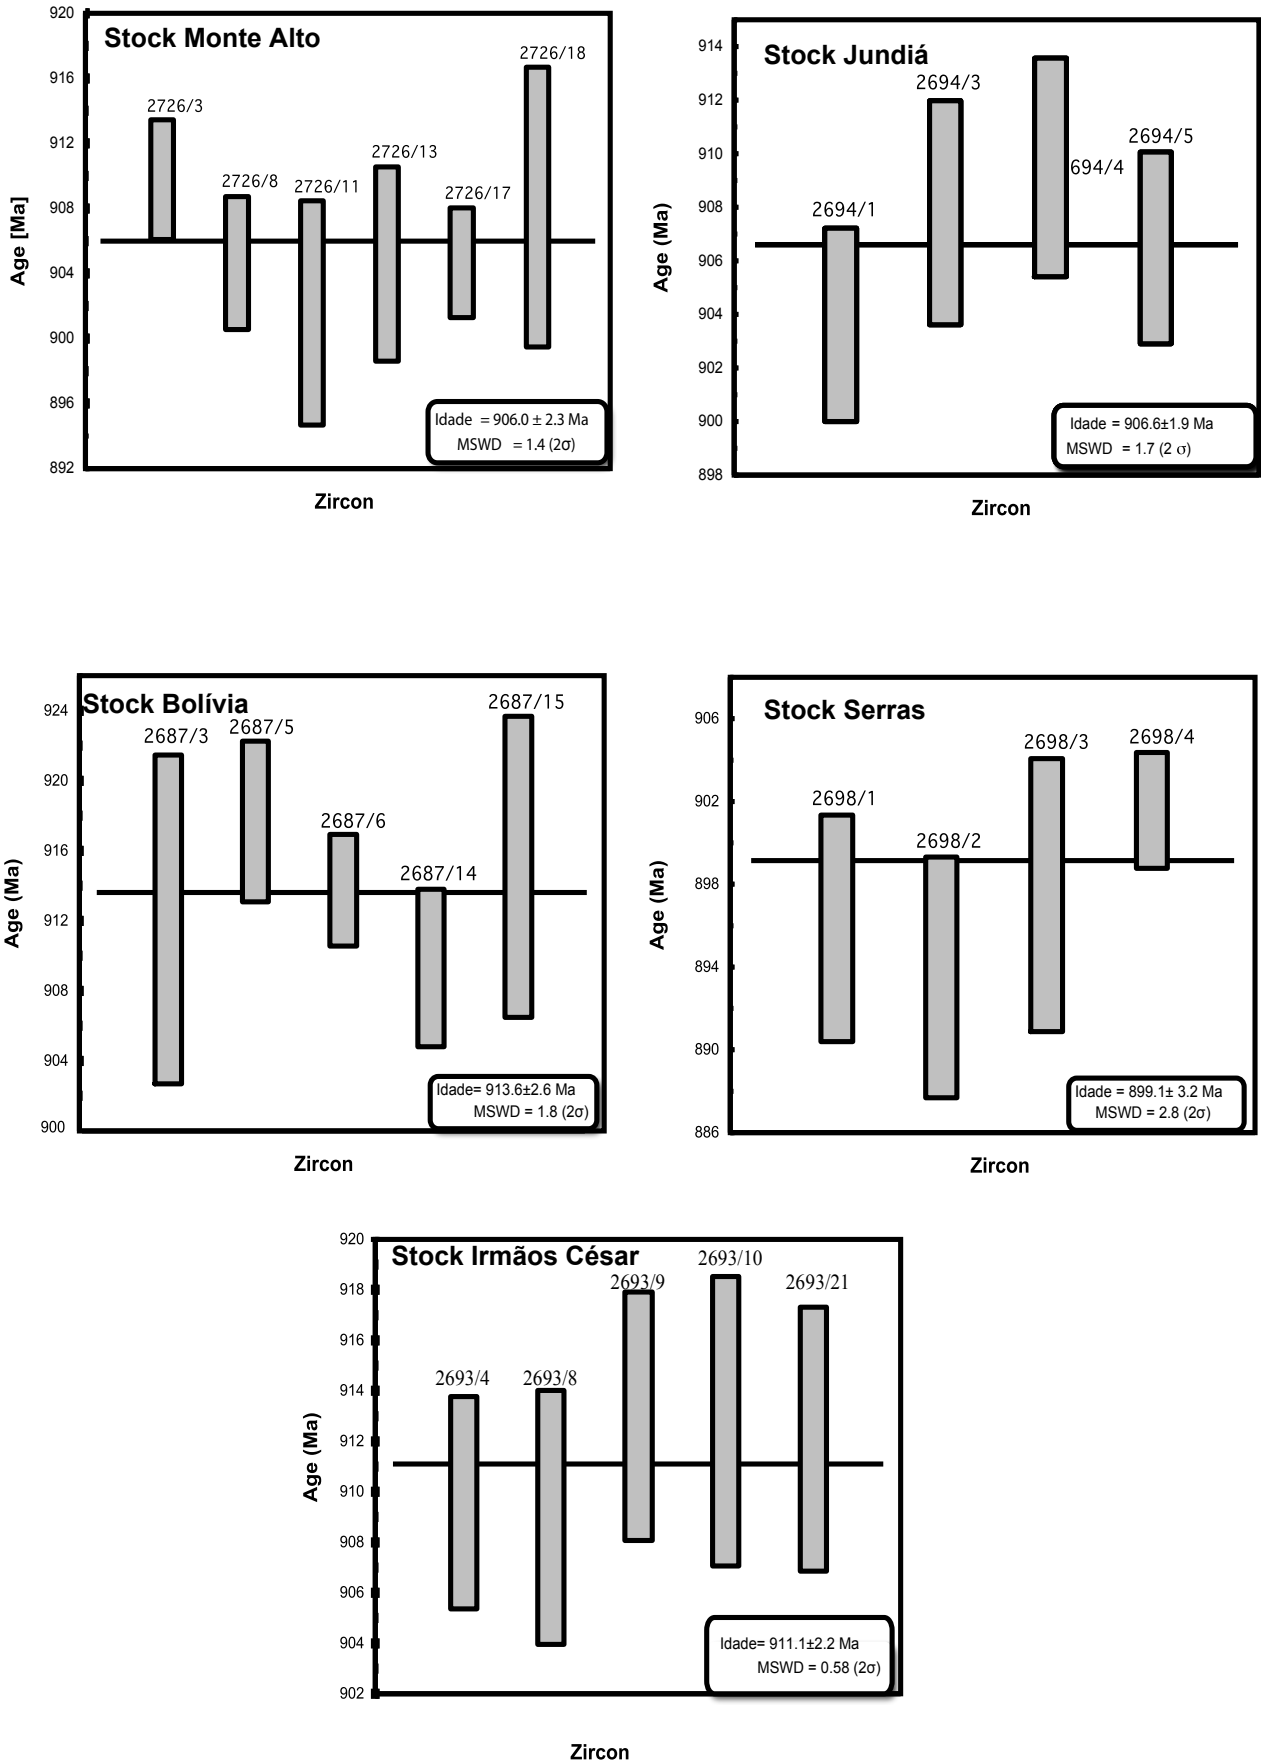 Stock Monte Alto
920
916
912
908
904
900
896
892
Age [Ma]
2726/3
2726/8
2726/11
2726/13
2726/17
2726/18
Idade = 906.0 ± 2.3 Ma
MSWD = 1.4 (2σ)
Zircon
Stock Jundiá
914
912
910
908
906
904
902
900
898
Age (Ma)
2694/1
2694/3
694/4
2694/5
Idade = 906.6±1.9 Ma
MSWD = 1.7 (2 σ)
Zircon
Stock Bolívia
924
920
916
912
908
904
900
Age (Ma)
2687/3
2687/5
2687/6
2687/14
2687/15
Idade= 913.6±2.6 Ma
MSWD = 1.8 (2σ)
Zircon
Stock Serras
906
902
898
894
890
886
Age (Ma)
2698/1
2698/2
2698/3
2698/4
Idade = 899.1± 3.2 Ma
MSWD = 2.8 (2σ)
Zircon
Stock Irmãos César
920
918
916
914
912
910
908
906
904
902
Age (Ma)
2693/4
2693/8
2693/9
2693/10
2693/21
Idade= 911.1±2.2 Ma
MSWD = 0.58 (2σ)
Zircon